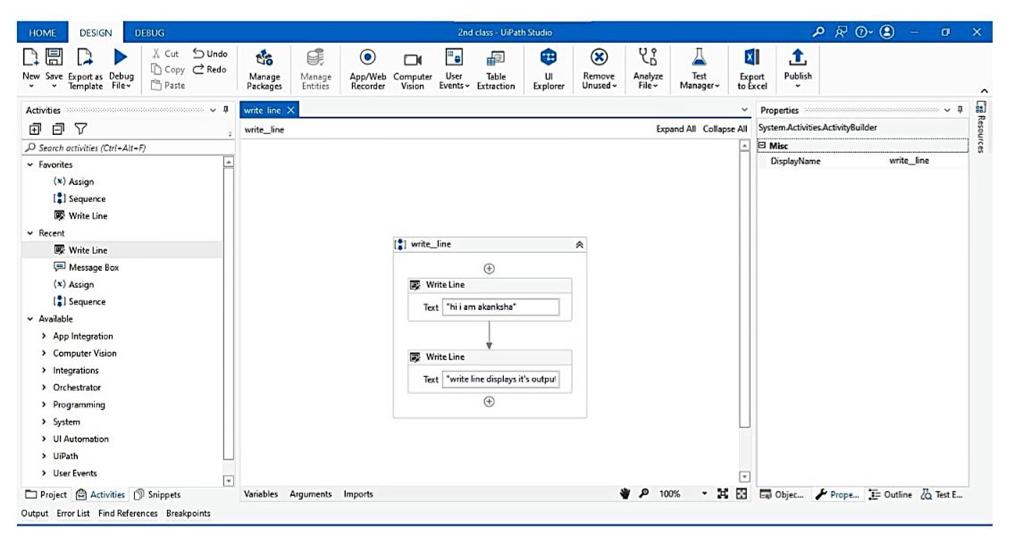 HOME DESIGN DEBUG 2nd class - UiPath Studio
New Save Export as Template Debug File Cut Copy Paste Undo Redo Manage Packages Manage Entities App/Web Recorder Computer Vision User Events Table Extraction UI Explorer Remove Unused Analyze File Test Manager Export to Excel Publish
Activities
Search activities (Ctrl+Alt+F)
Favorites
Assign
Sequence
Write Line
Recent
Write Line
Message Box
Assign
Sequence
Available
App Integration
Computer Vision
Integrations
Orchestrator
Programming
System
UI Automation
UiPath
User Events
Project Activities Snippets
write line
write_line Expand All Collapse All
write_line
Write Line
Text "hi i am akanksha"
Write Line
Text "write line displays it's output
Variables Arguments Imports 100%
Properties
System.Activities.ActivityBuilder
Misc
DisplayName write_line
Objec... Prope... Outline Test E...
Resources
Output Error List Find References Breakpoints